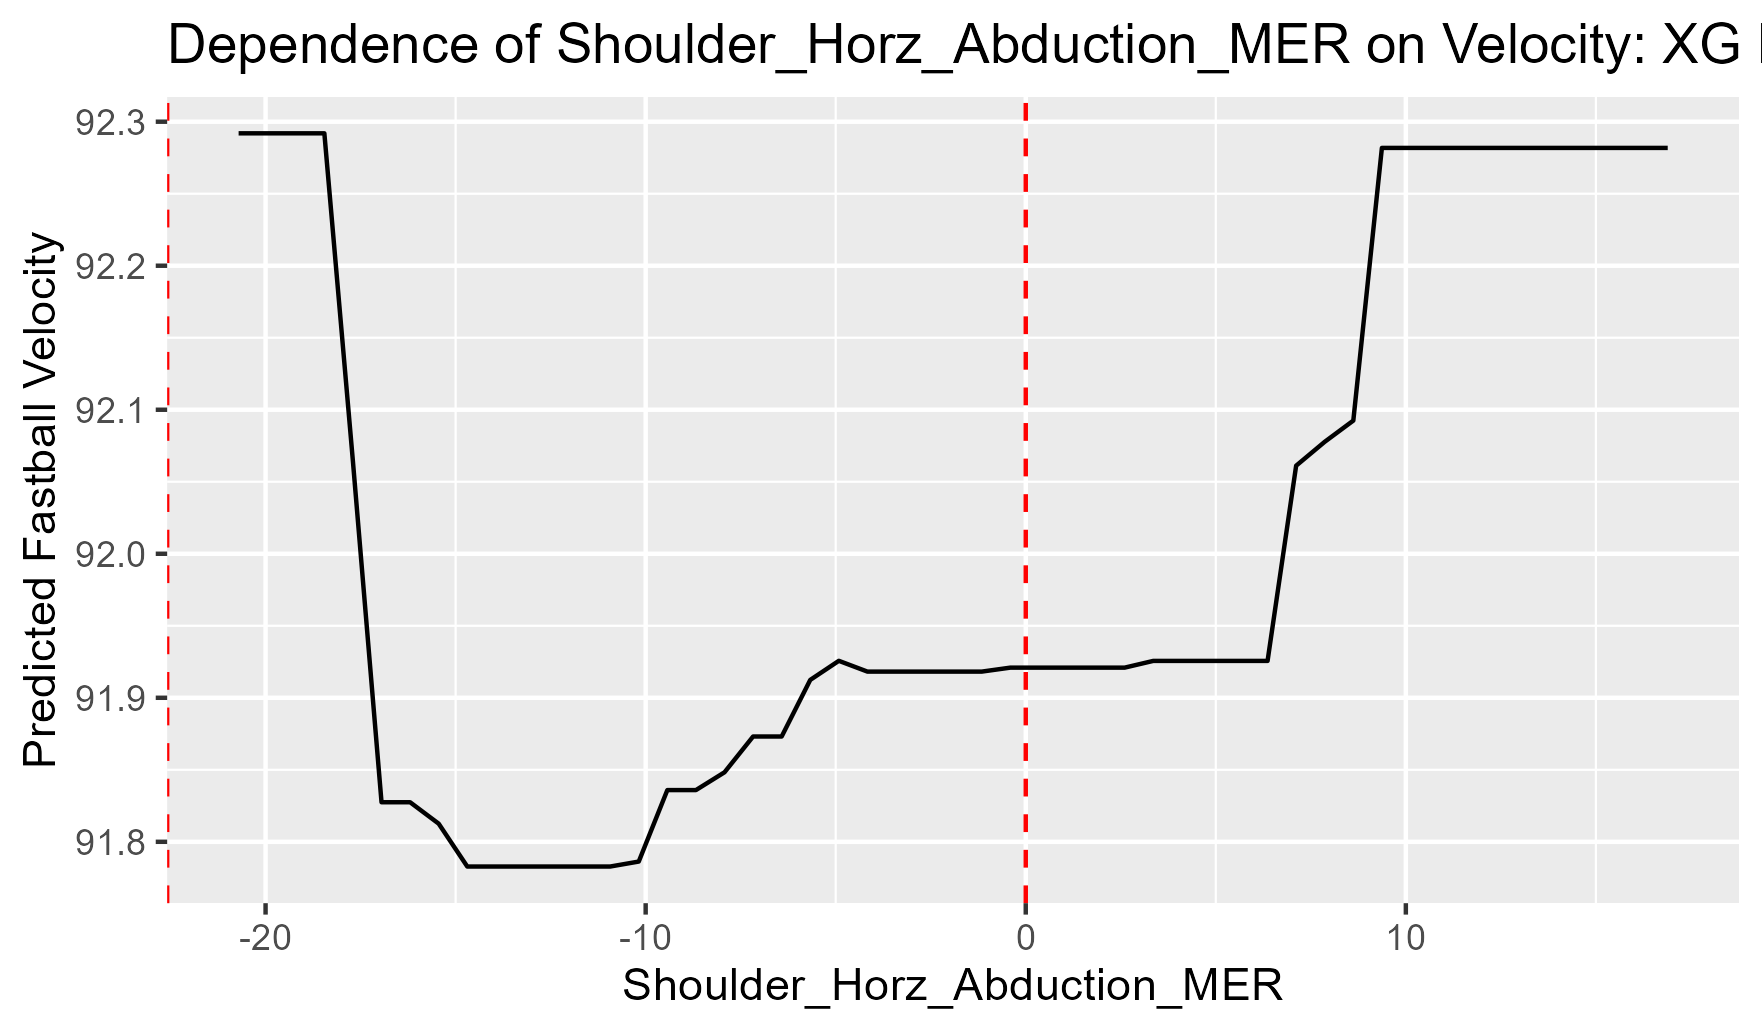 Dependence of Shoulder_Horz_Abduction_MER on Velocity: XG
92.3
92.2
92.1
92.0
91.9
91.8
Predicted Fastball Velocity
-20 -10 0 10
Shoulder_Horz_Abduction_MER